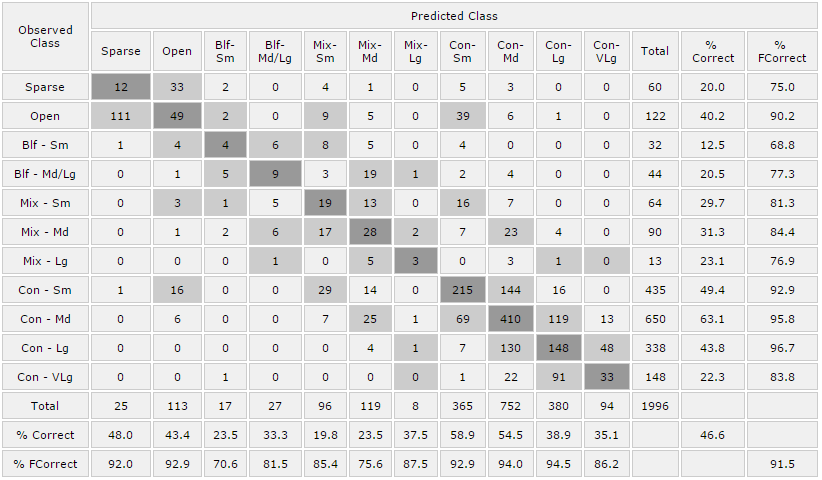 Observed Class Predicted Class
Sparse Open Blf-Sm Blf-Md/Lg Mix-Sm Mix-Md Mix-Lg Con-Sm Con-Md Con-Lg Con-VLg Total % Correct % FCorrect
Sparse 12 33 2 0 4 1 0 5 3 0 0 60 20.0 75.0
Open 111 49 2 0 9 5 0 39 6 1 0 122 40.2 90.2
Blf - Sm 1 4 4 6 8 5 0 4 0 0 0 32 12.5 68.8
Blf - Md/Lg 0 1 5 9 3 19 1 2 4 0 0 44 20.5 77.3
Mix - Sm 0 3 1 5 19 13 0 16 7 0 0 64 29.7 81.3
Mix - Md 0 1 2 6 17 28 2 7 23 4 0 90 31.3 84.4
Mix - Lg 0 0 0 1 0 5 3 0 3 1 0 13 23.1 76.9
Con - Sm 1 16 0 0 29 14 0 215 144 16 0 435 49.4 92.9
Con - Md 0 6 0 0 7 25 1 69 410 119 13 650 63.1 95.8
Con - Lg 0 0 0 0 0 4 1 7 130 148 48 338 43.8 96.7
Con - VLg 0 0 1 0 0 0 0 1 22 91 33 148 22.3 83.8
Total 25 113 17 27 96 119 8 365 752 380 94 1996
% Correct 48.0 43.4 23.5 33.3 19.8 23.5 37.5 58.9 54.5 38.9 35.1 46.6
% FCorrect 92.0 92.9 70.6 81.5 85.4 75.6 87.5 92.9 94.0 94.5 86.2 91.5